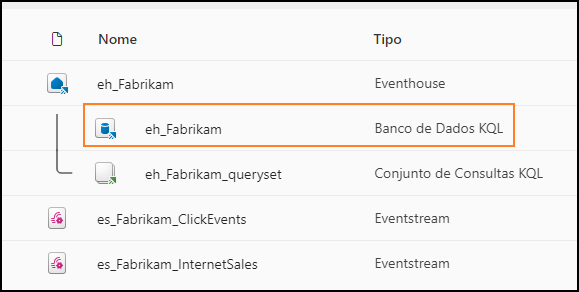 Nome Tipo
eh_Fabrikam Eventhouse
eh_Fabrikam Banco de Dados KQL
eh_Fabrikam_queryset Conjunto de Consultas KQL
es_Fabrikam_ClickEvents Eventstream
es_Fabrikam_InternetSales Eventstream